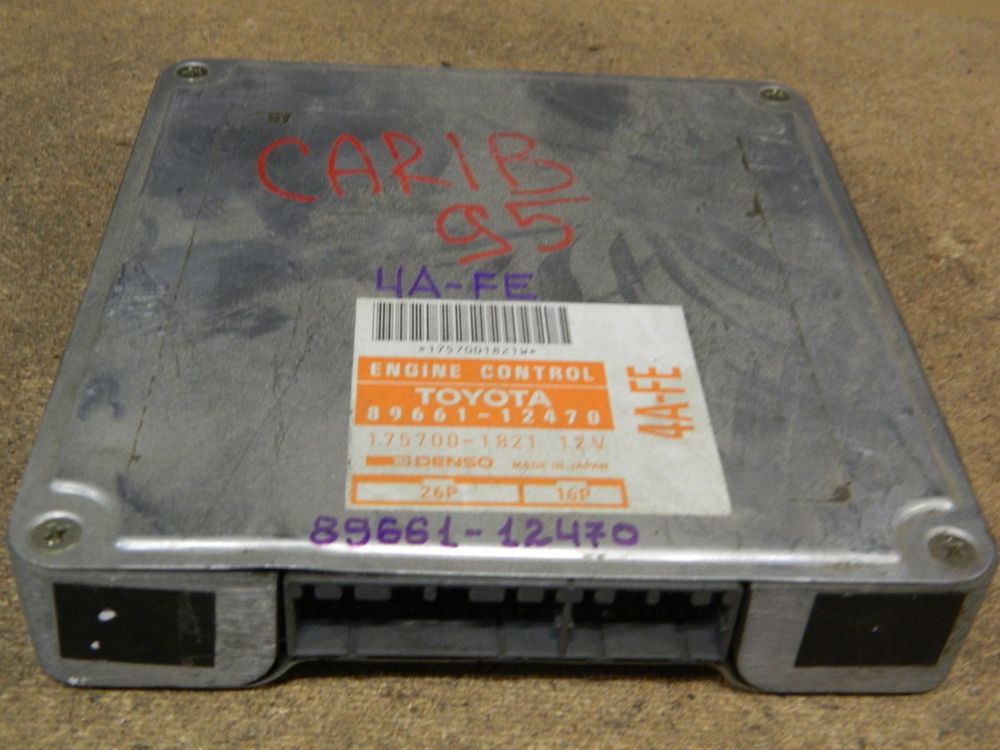 CARIB
95
4A-FE
*1757001821W*
ENGINE CONTROL
TOYOTA
89661-12470
175700-1821 12V
DENSO MADE IN JAPAN
26P 16P
4A-FE
89661-12470